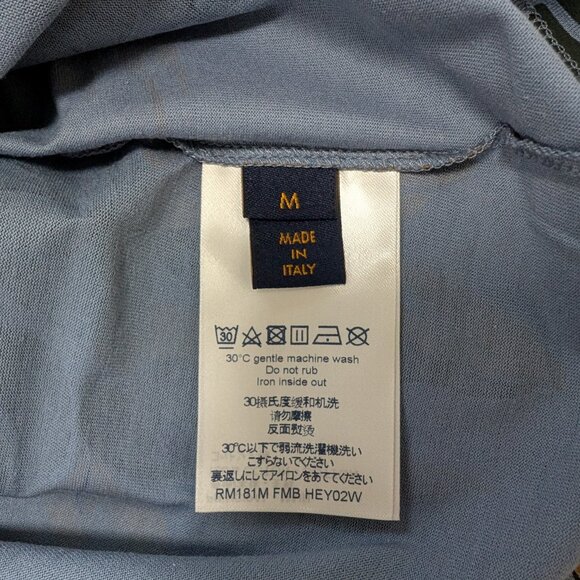 M
MADE
IN
ITALY
30
30°C gentle machine wash
Do not rub
Iron inside out
30摄氏度缓和机洗
请勿摩擦
反面熨烫
30°C以下で弱流洗濯機洗い
こすらないでください
裏返しにしてアイロンをあててください
RM181M FMB HEY02W